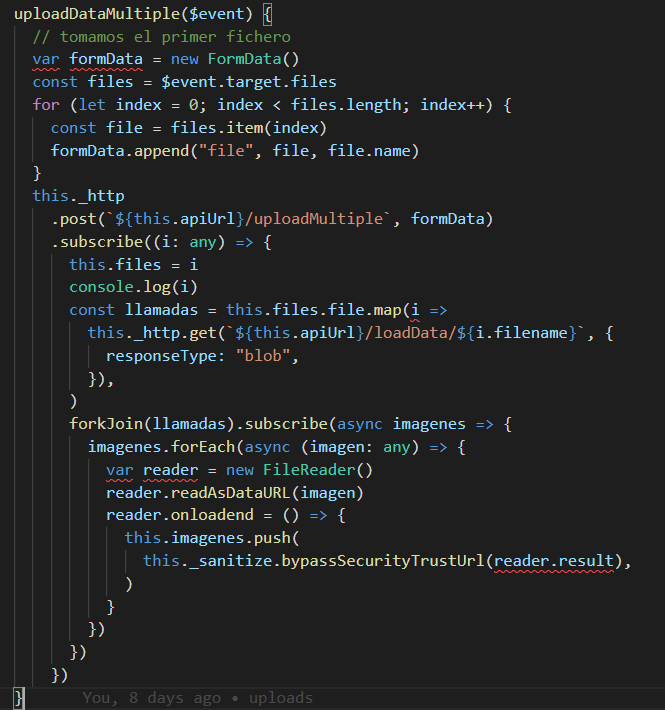 uploadDataMultiple($event) {
  // tomamos el primer fichero
  var formData = new FormData()
  const files = $event.target.files
  for (let index = 0; index < files.length; index++) {
    const file = files.item(index)
    formData.append("file", file, file.name)
  }
  this._http
    .post(`${this.apiUrl}/uploadMultiple`, formData)
    .subscribe((i: any) => {
      this.files = i
      console.log(i)
      const llamadas = this.files.file.map(i =>
        this._http.get(`${this.apiUrl}/loadData/${i.filename}`, {
          responseType: "blob",
        }),
      )
      forkJoin(llamadas).subscribe(async imagenes => {
        imagenes.forEach(async (imagen: any) => {
          var reader = new FileReader()
          reader.readAsDataURL(imagen)
          reader.onloadend = () => {
            this.imagenes.push(
              this._sanitize.bypassSecurityTrustUrl(reader.result),
            )
          }
        })
      })
    })
} You, 8 days ago • uploads